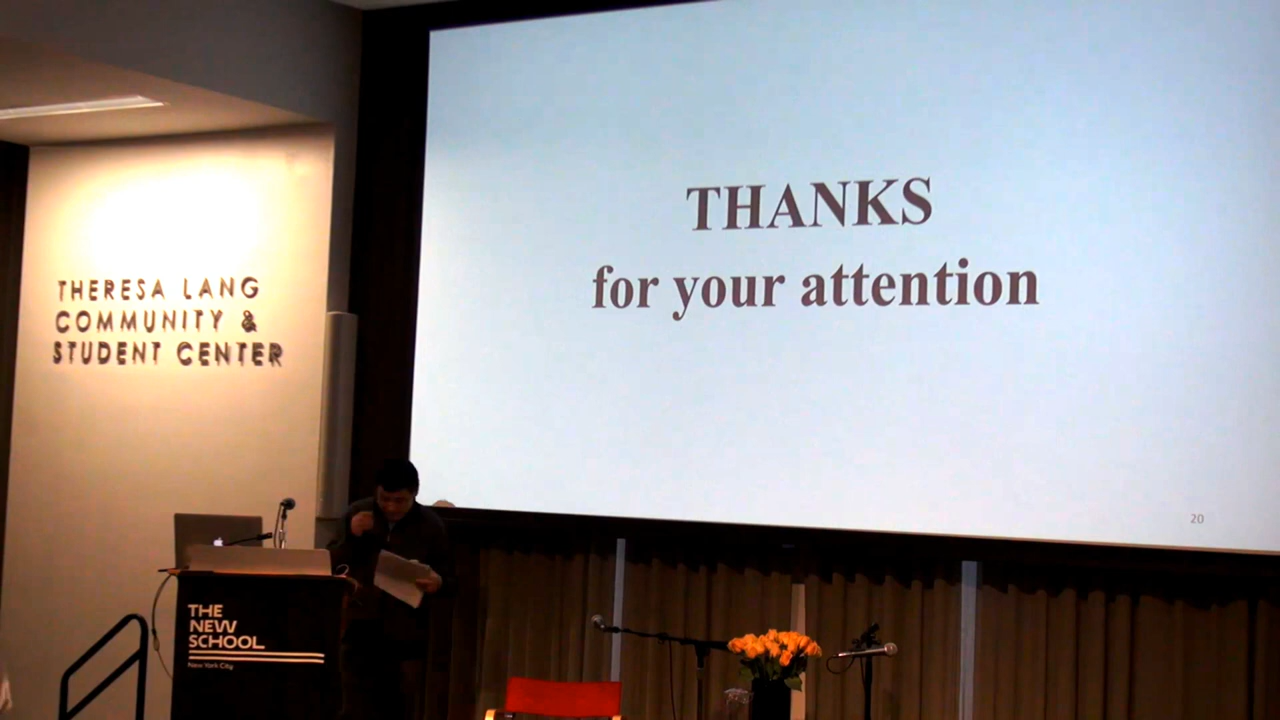 THERESA LANG
COMMUNITY &
STUDENT CENTER
THANKS
for your attention
20
THE
NEW
SCHOOL
New York City